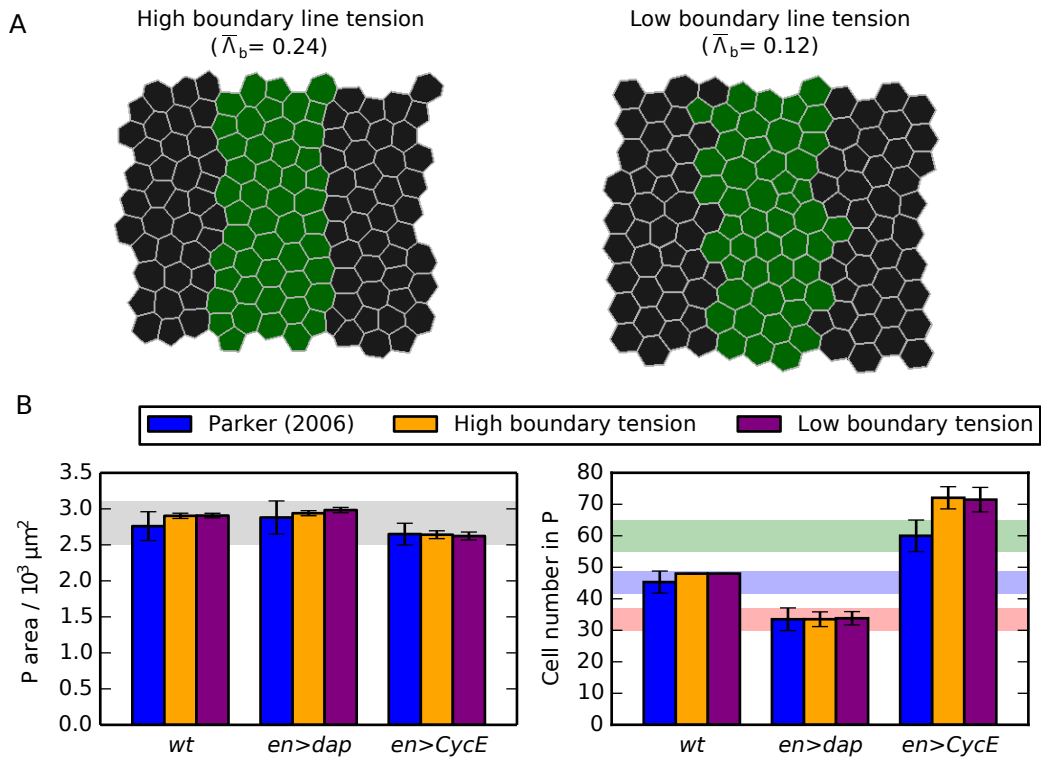 A
High boundary line tension
(Λ̅_b= 0.24)
Low boundary line tension
(Λ̅_b= 0.12)
B
Parker (2006)
High boundary tension
Low boundary tension
P area / 10³ μm²
3.5
3.0
2.5
2.0
1.5
1.0
0.5
0.0
wt
en>dap
en>CycE
Cell number in P
80
70
60
50
40
30
20
10
0
wt
en>dap
en>CycE